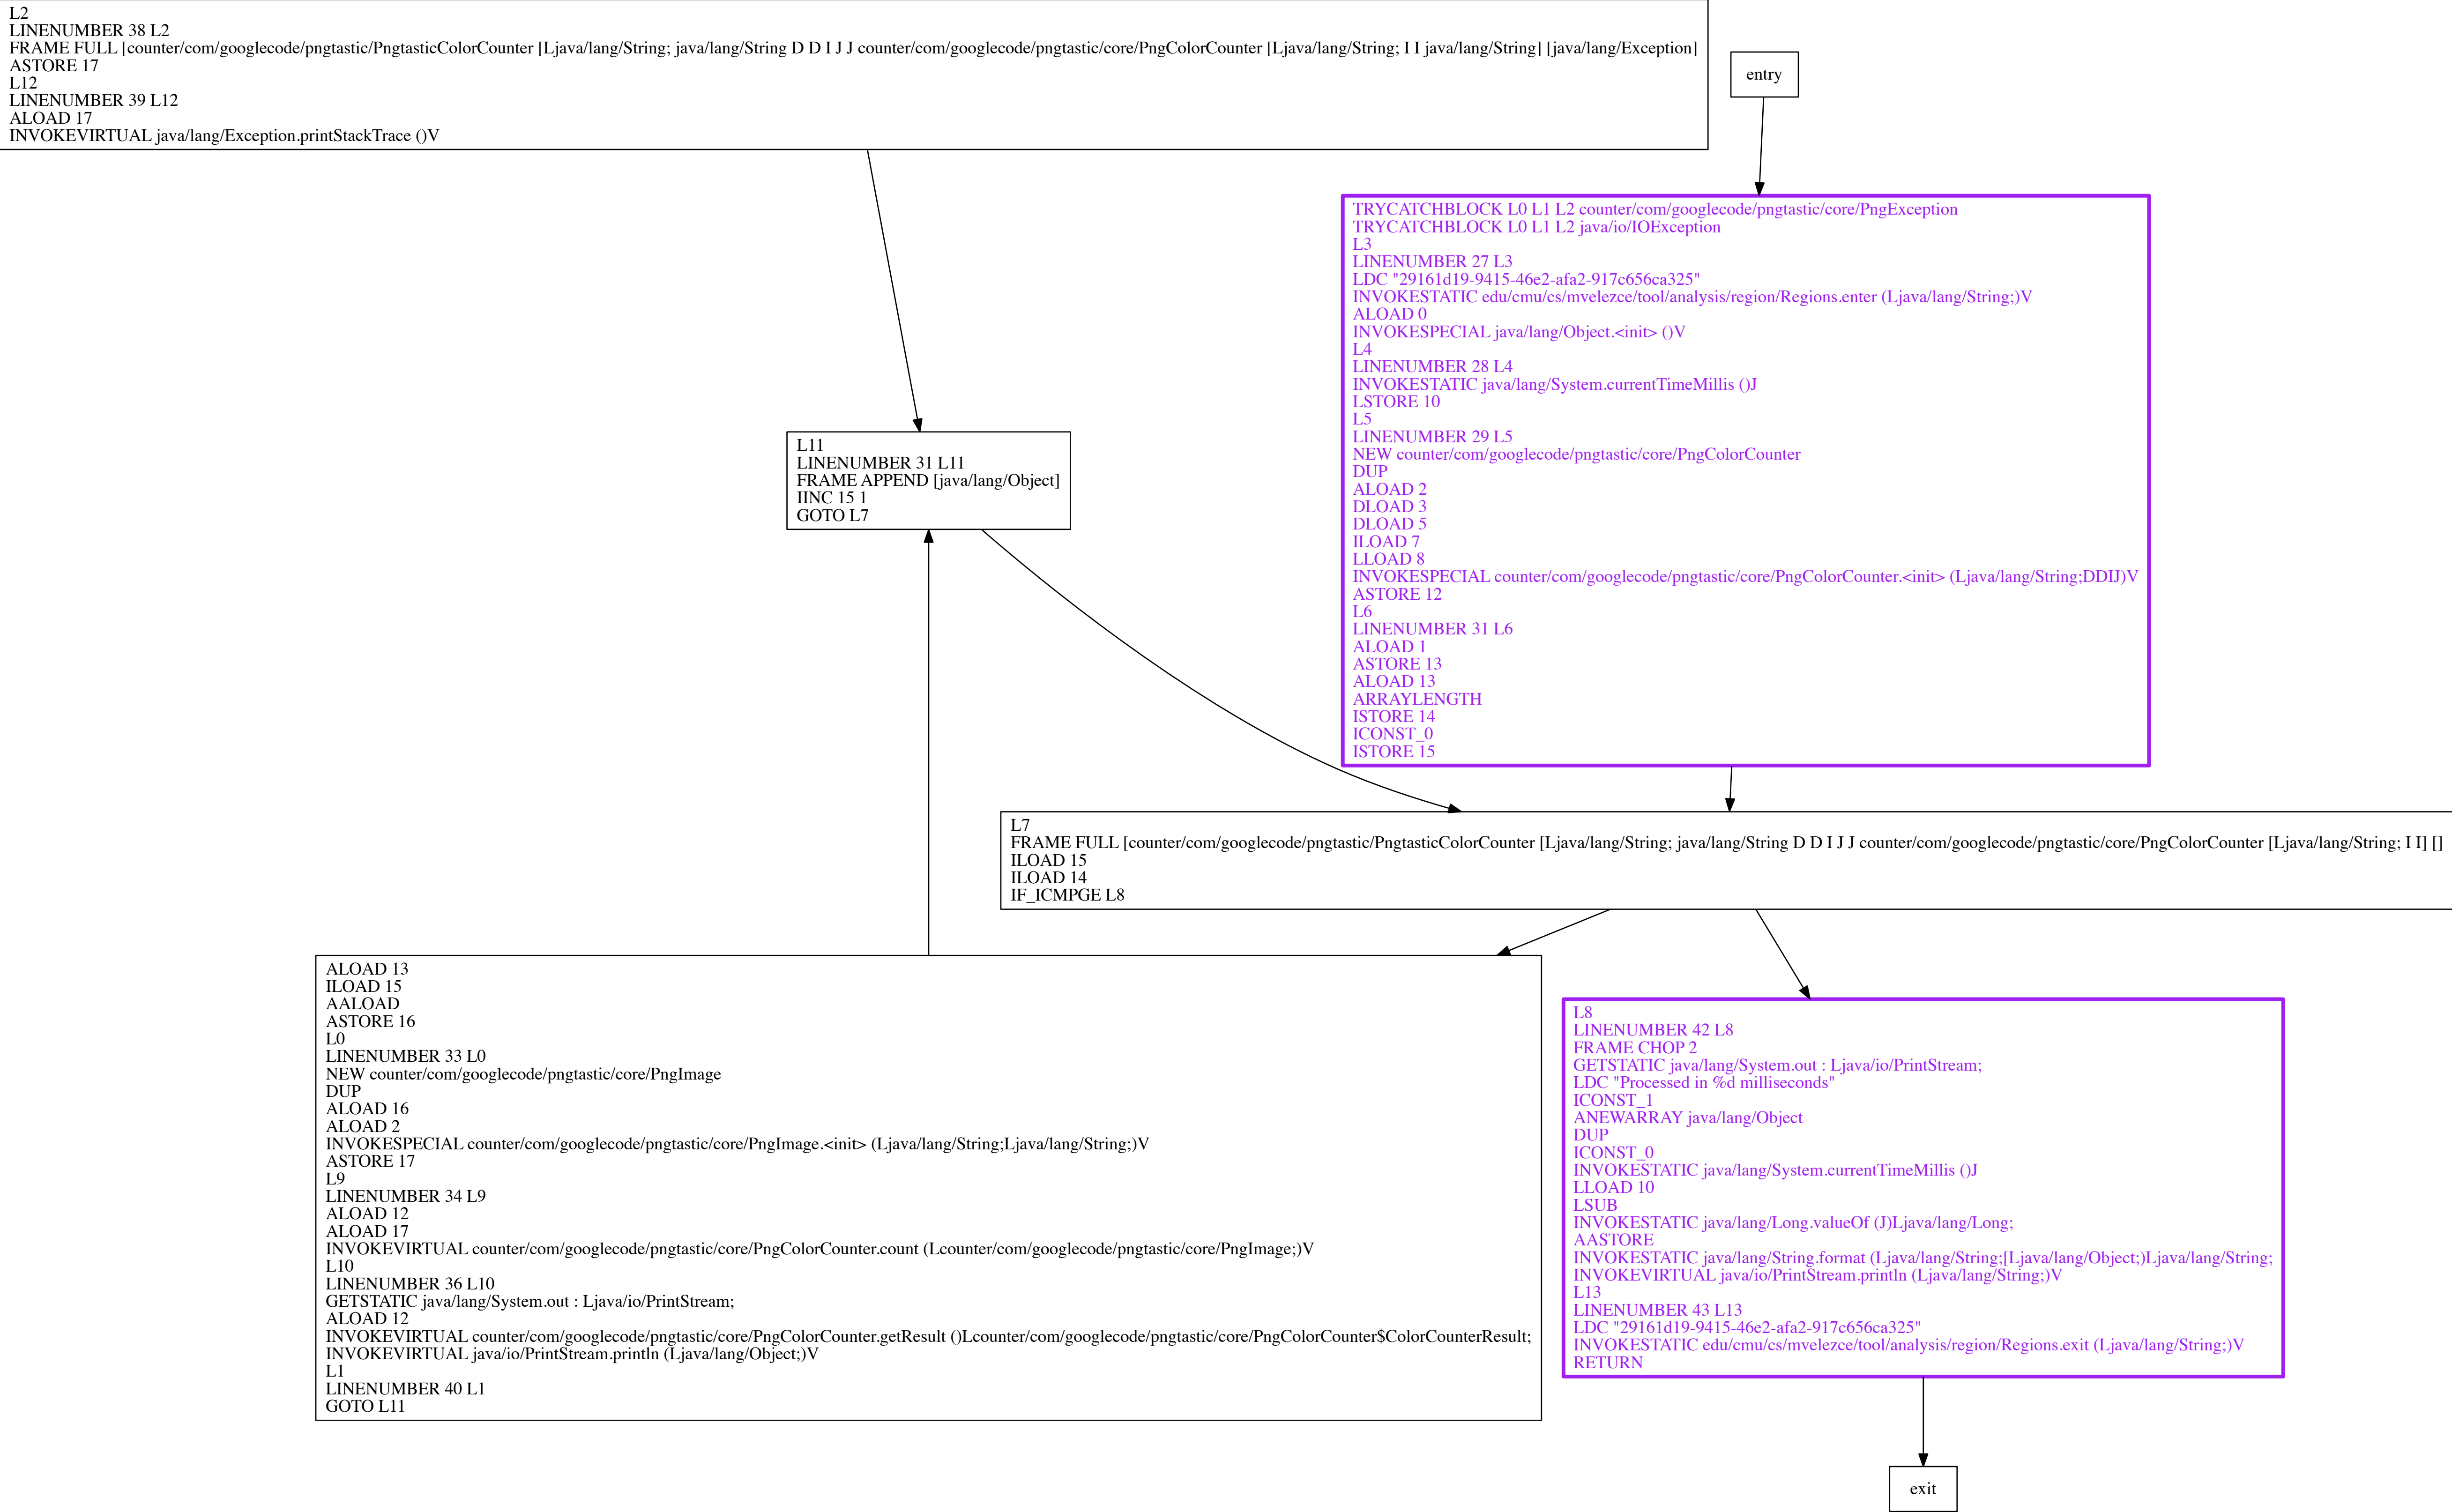 L2
LINENUMBER 38 L2
FRAME FULL [counter/com/googlecode/pngtastic/PngtasticColorCounter [Ljava/lang/String; java/lang/String D D I J J counter/com/googlecode/pngtastic/core/PngColorCounter [Ljava/lang/String; I I java/lang/String] [java/lang/Exception]
ASTORE 17
L12
LINENUMBER 39 L12
ALOAD 17
INVOKEVIRTUAL java/lang/Exception.printStackTrace ()V
entry
TRYCATCHBLOCK L0 L1 L2 counter/com/googlecode/pngtastic/core/PngException
TRYCATCHBLOCK L0 L1 L2 java/io/IOException
L3
LINENUMBER 27 L3
LDC "29161d19-9415-46e2-afa2-917c656ca325"
INVOKESTATIC edu/cmu/cs/mvelezce/tool/analysis/region/Regions.enter (Ljava/lang/String;)V
ALOAD 0
INVOKESPECIAL java/lang/Object.<init> ()V
L4
LINENUMBER 28 L4
INVOKESTATIC java/lang/System.currentTimeMillis ()J
LSTORE 10
L5
LINENUMBER 29 L5
NEW counter/com/googlecode/pngtastic/core/PngColorCounter
DUP
ALOAD 2
DLOAD 3
DLOAD 5
ILOAD 7
LLOAD 8
INVOKESPECIAL counter/com/googlecode/pngtastic/core/PngColorCounter.<init> (Ljava/lang/String;DDIJ)V
ASTORE 12
L6
LINENUMBER 31 L6
ALOAD 1
ASTORE 13
ALOAD 13
ARRAYLENGTH
ISTORE 14
ICONST_0
ISTORE 15
L11
LINENUMBER 31 L11
FRAME APPEND [java/lang/Object]
IINC 15 1
GOTO L7
L7
FRAME FULL [counter/com/googlecode/pngtastic/PngtasticColorCounter [Ljava/lang/String; java/lang/String D D I J J counter/com/googlecode/pngtastic/core/PngColorCounter [Ljava/lang/String; I I] []
ILOAD 15
ILOAD 14
IF_ICMPGE L8
ALOAD 13
ILOAD 15
AALOAD
ASTORE 16
L0
LINENUMBER 33 L0
NEW counter/com/googlecode/pngtastic/core/PngImage
DUP
ALOAD 16
ALOAD 2
INVOKESPECIAL counter/com/googlecode/pngtastic/core/PngImage.<init> (Ljava/lang/String;Ljava/lang/String;)V
ASTORE 17
L9
LINENUMBER 34 L9
ALOAD 12
ALOAD 17
INVOKEVIRTUAL counter/com/googlecode/pngtastic/core/PngColorCounter.count (Lcounter/com/googlecode/pngtastic/core/PngImage;)V
L10
LINENUMBER 36 L10
GETSTATIC java/lang/System.out : Ljava/io/PrintStream;
ALOAD 12
INVOKEVIRTUAL counter/com/googlecode/pngtastic/core/PngColorCounter.getResult ()Lcounter/com/googlecode/pngtastic/core/PngColorCounter$ColorCounterResult;
INVOKEVIRTUAL java/io/PrintStream.println (Ljava/lang/Object;)V
L1
LINENUMBER 40 L1
GOTO L11
L8
LINENUMBER 42 L8
FRAME CHOP 2
GETSTATIC java/lang/System.out : Ljava/io/PrintStream;
LDC "Processed in %d milliseconds"
ICONST_1
ANEWARRAY java/lang/Object
DUP
ICONST_0
INVOKESTATIC java/lang/System.currentTimeMillis ()J
LLOAD 10
LSUB
INVOKESTATIC java/lang/Long.valueOf (J)Ljava/lang/Long;
AASTORE
INVOKESTATIC java/lang/String.format (Ljava/lang/String;[Ljava/lang/Object;)Ljava/lang/String;
INVOKEVIRTUAL java/io/PrintStream.println (Ljava/lang/String;)V
L13
LINENUMBER 43 L13
LDC "29161d19-9415-46e2-afa2-917c656ca325"
INVOKESTATIC edu/cmu/cs/mvelezce/tool/analysis/region/Regions.exit (Ljava/lang/String;)V
RETURN
exit